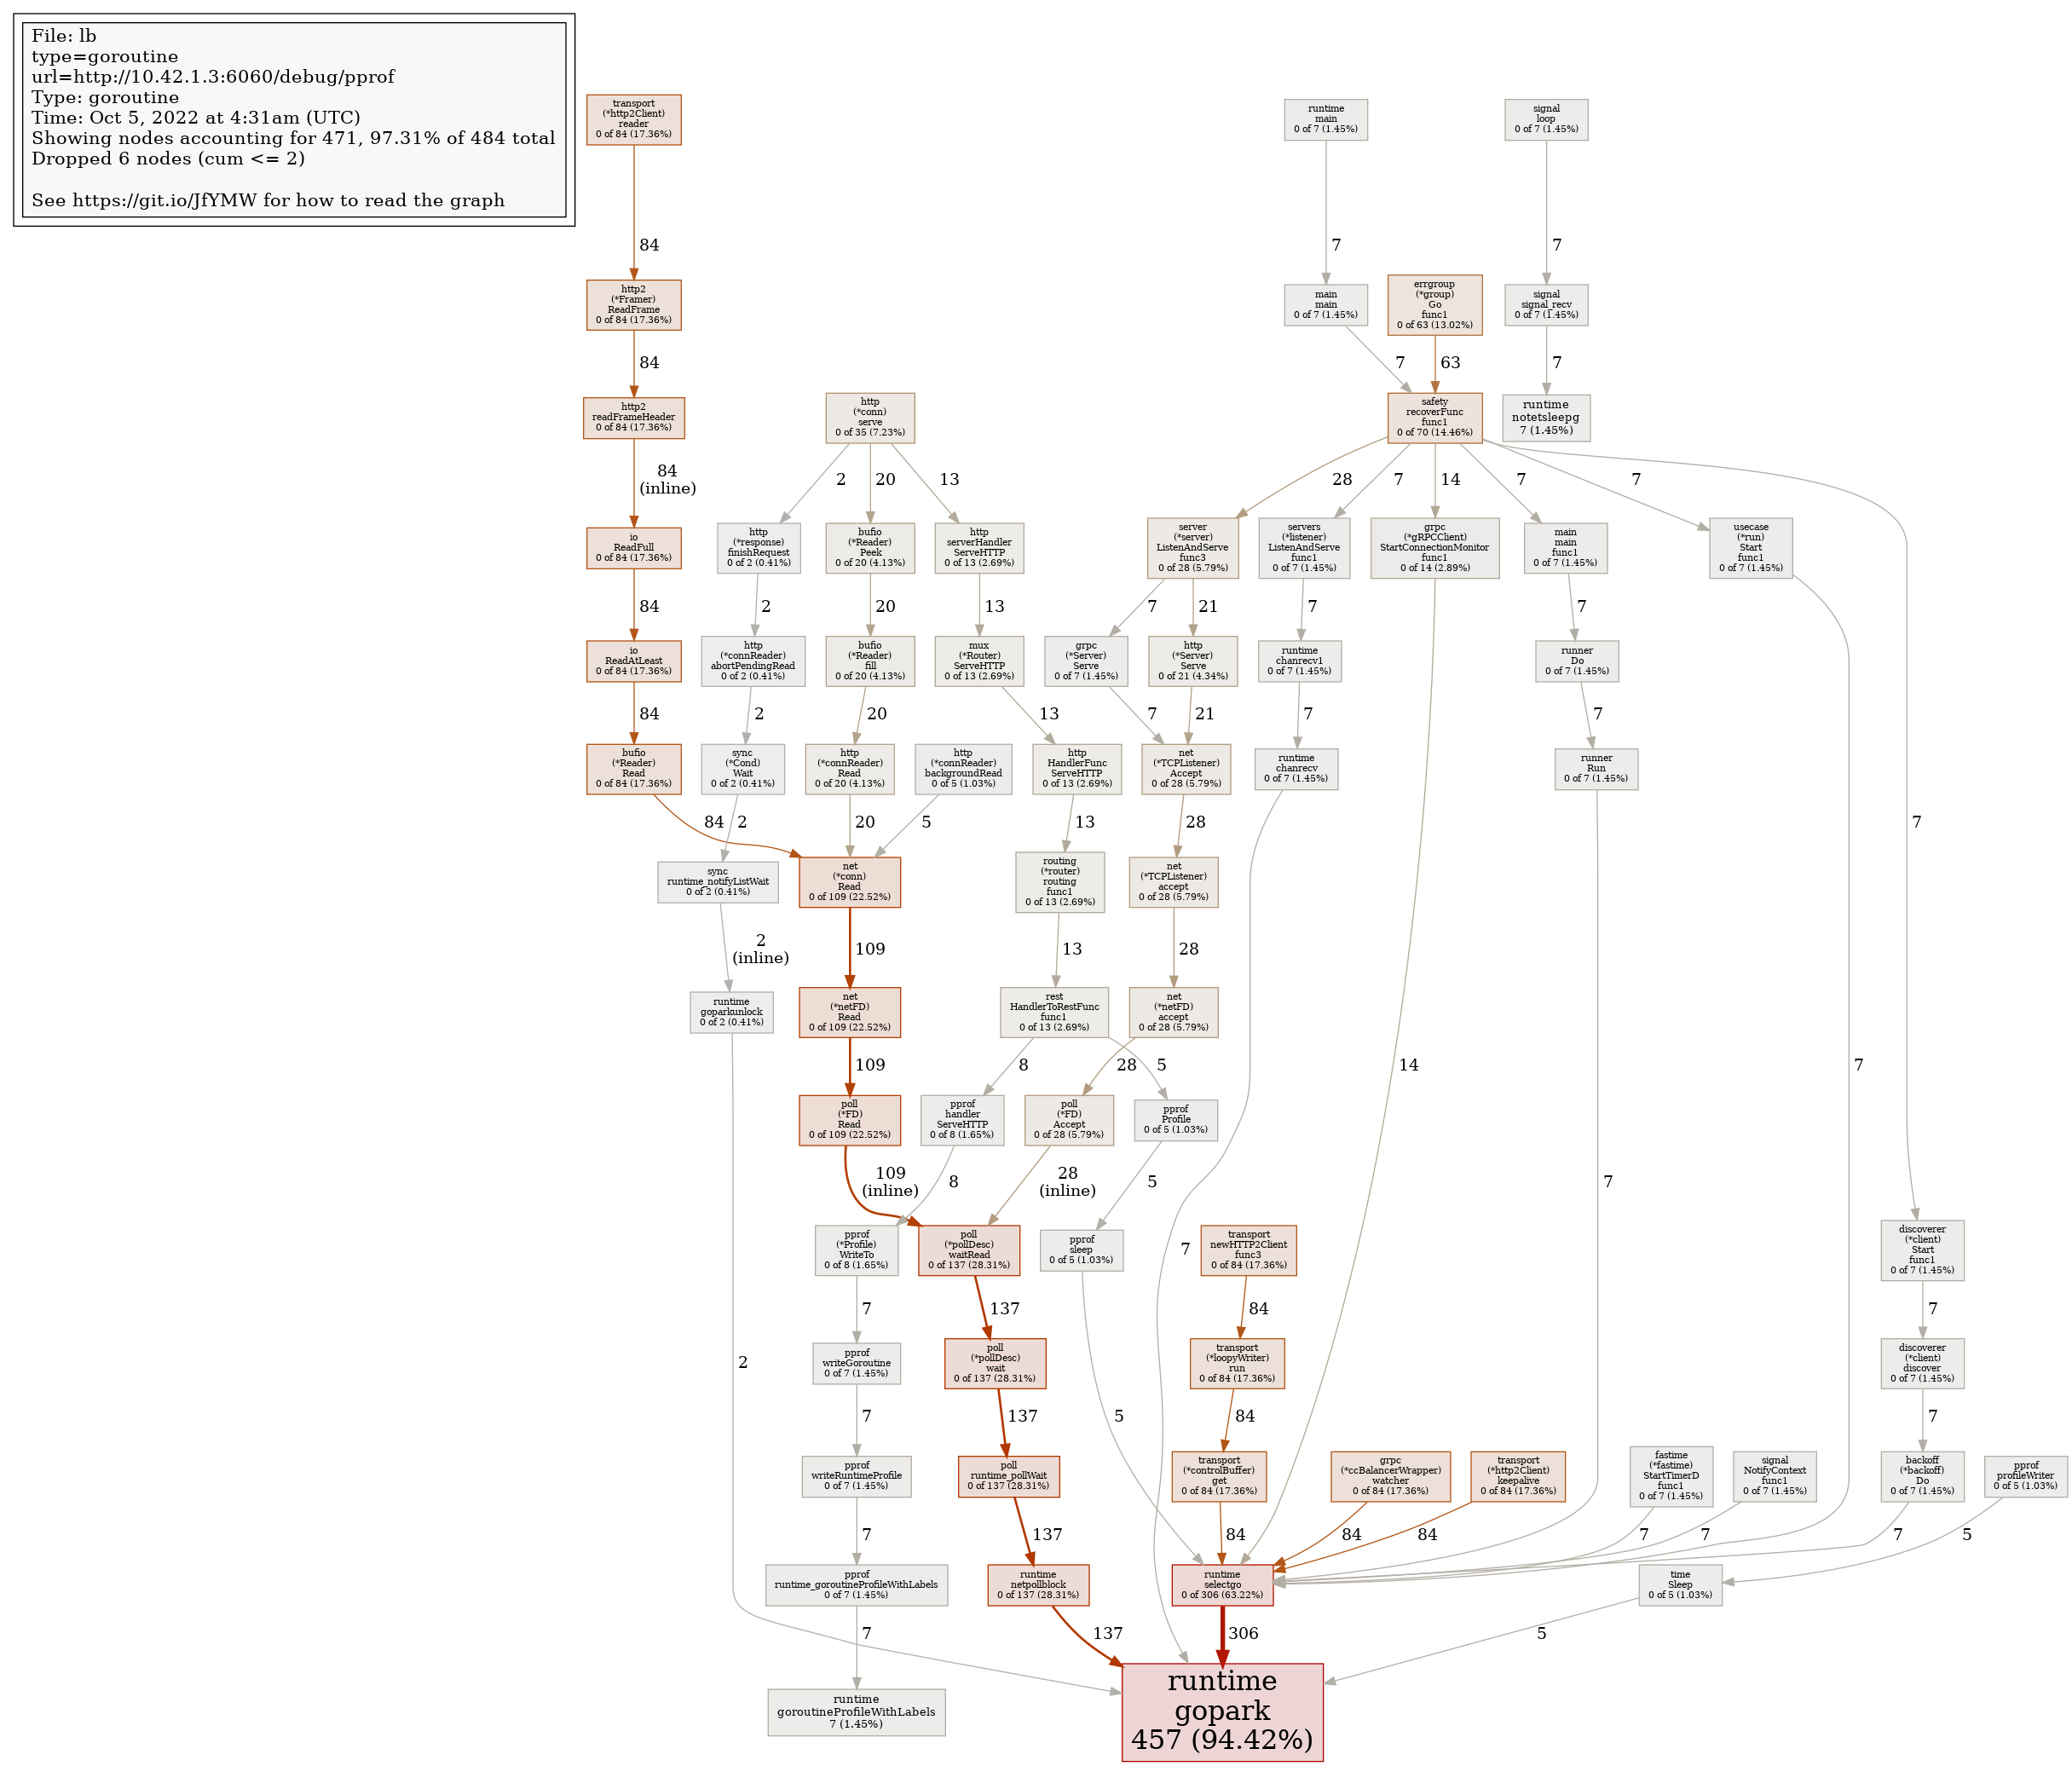 File: lb
type=goroutine
url=http://10.42.1.3:6060/debug/pprof
Type: goroutine
Time: Oct 5, 2022 at 4:31am (UTC)
Showing nodes accounting for 471, 97.31% of 484 total
Dropped 6 nodes (cum <= 2)
See https://git.io/JfYMW for how to read the graph
transport
(*http2Client)
reader
0 of 84 (17.36%)
runtime
main
0 of 7 (1.45%)
signal
loop
0 of 7 (1.45%)
84
7
7
http2
(*Framer)
ReadFrame
0 of 84 (17.36%)
main
main
0 of 7 (1.45%)
errgroup
(*group)
Go
func1
0 of 63 (13.02%)
signal
signal_recv
0 of 7 (1.45%)
84
7
63
7
http2
readFrameHeader
0 of 84 (17.36%)
http
(*conn)
serve
0 of 35 (7.23%)
safety
recoverFunc
func1
0 of 70 (14.46%)
runtime
notetsleepg
7 (1.45%)
84
(inline)
2
20
13
28
7
14
7
7
7
io
ReadFull
0 of 84 (17.36%)
http
(*response)
finishRequest
0 of 2 (0.41%)
bufio
(*Reader)
Peek
0 of 20 (4.13%)
http
serverHandler
ServeHTTP
0 of 13 (2.69%)
server
(*server)
ListenAndServe
func3
0 of 28 (5.79%)
servers
(*listener)
ListenAndServe
func1
0 of 7 (1.45%)
grpc
(*gRPCClient)
StartConnectionMonitor
func1
0 of 14 (2.89%)
main
main
func1
0 of 7 (1.45%)
usecase
(*run)
Start
func1
0 of 7 (1.45%)
84
2
20
13
7
21
7
14
7
7
io
ReadAtLeast
0 of 84 (17.36%)
http
(*connReader)
abortPendingRead
0 of 2 (0.41%)
bufio
(*Reader)
fill
0 of 20 (4.13%)
mux
(*Router)
ServeHTTP
0 of 13 (2.69%)
grpc
(*Server)
Serve
0 of 7 (1.45%)
http
(*Server)
Serve
0 of 21 (4.34%)
runtime
chanrecv1
0 of 7 (1.45%)
runner
Do
0 of 7 (1.45%)
84
2
20
13
7
21
7
7
bufio
(*Reader)
Read
0 of 84 (17.36%)
sync
(*Cond)
Wait
0 of 2 (0.41%)
http
(*connReader)
Read
0 of 20 (4.13%)
http
(*connReader)
backgroundRead
0 of 5 (1.03%)
http
HandlerFunc
ServeHTTP
0 of 13 (2.69%)
net
(*TCPListener)
Accept
0 of 28 (5.79%)
runtime
chanrecv
0 of 7 (1.45%)
runner
Run
0 of 7 (1.45%)
84
2
20
5
13
28
7
7
sync
runtime_notifyListWait
0 of 2 (0.41%)
net
(*conn)
Read
0 of 109 (22.52%)
routing
(*router)
routing
func1
0 of 13 (2.69%)
net
(*TCPListener)
accept
0 of 28 (5.79%)
2
(inline)
109
13
28
runtime
goparkunlock
0 of 2 (0.41%)
net
(*netFD)
Read
0 of 109 (22.52%)
rest
HandlerToRestFunc
func1
0 of 13 (2.69%)
net
(*netFD)
accept
0 of 28 (5.79%)
2
109
8
5
28
poll
(*FD)
Read
0 of 109 (22.52%)
pprof
handler
ServeHTTP
0 of 8 (1.65%)
poll
(*FD)
Accept
0 of 28 (5.79%)
pprof
Profile
0 of 5 (1.03%)
109
(inline)
8
28
(inline)
5
pprof
(*Profile)
WriteTo
0 of 8 (1.65%)
poll
(*pollDesc)
waitRead
0 of 137 (28.31%)
pprof
sleep
0 of 5 (1.03%)
transport
newHTTP2Client
func3
0 of 84 (17.36%)
discoverer
(*client)
Start
func1
0 of 7 (1.45%)
7
137
5
84
7
pprof
writeGoroutine
0 of 7 (1.45%)
poll
(*pollDesc)
wait
0 of 137 (28.31%)
transport
(*loopyWriter)
run
0 of 84 (17.36%)
discoverer
(*client)
discover
0 of 7 (1.45%)
7
137
84
7
pprof
writeRuntimeProfile
0 of 7 (1.45%)
poll
runtime_pollWait
0 of 137 (28.31%)
transport
(*controlBuffer)
get
0 of 84 (17.36%)
grpc
(*ccBalancerWrapper)
watcher
0 of 84 (17.36%)
transport
(*http2Client)
keepalive
0 of 84 (17.36%)
fastime
(*fastime)
StartTimerD
func1
0 of 7 (1.45%)
signal
NotifyContext
func1
0 of 7 (1.45%)
backoff
(*backoff)
Do
0 of 7 (1.45%)
pprof
profileWriter
0 of 5 (1.03%)
7
137
84
84
84
7
7
7
5
pprof
runtime_goroutineProfileWithLabels
0 of 7 (1.45%)
runtime
netpollblock
0 of 137 (28.31%)
runtime
selectgo
0 of 306 (63.22%)
time
Sleep
0 of 5 (1.03%)
7
137
306
5
runtime
goroutineProfileWithLabels
7 (1.45%)
runtime
gopark
457 (94.42%)